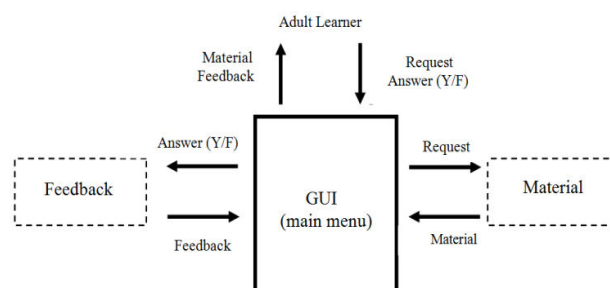 Adult Learner
Material
Feedback
Request
Answer (Y/F)
Answer (Y/F)
Request
Feedback
GUI
(main menu)
Material
Feedback
Material